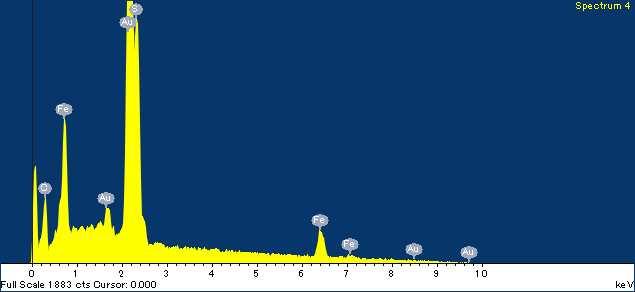 Spectrum 4
S
Au
Fe
Au
Fe
Fe
Au
Au
0 1 2 3 4 5 6 7 8 9 10
Full Scale 1883 cts Cursor: 0.000 keV